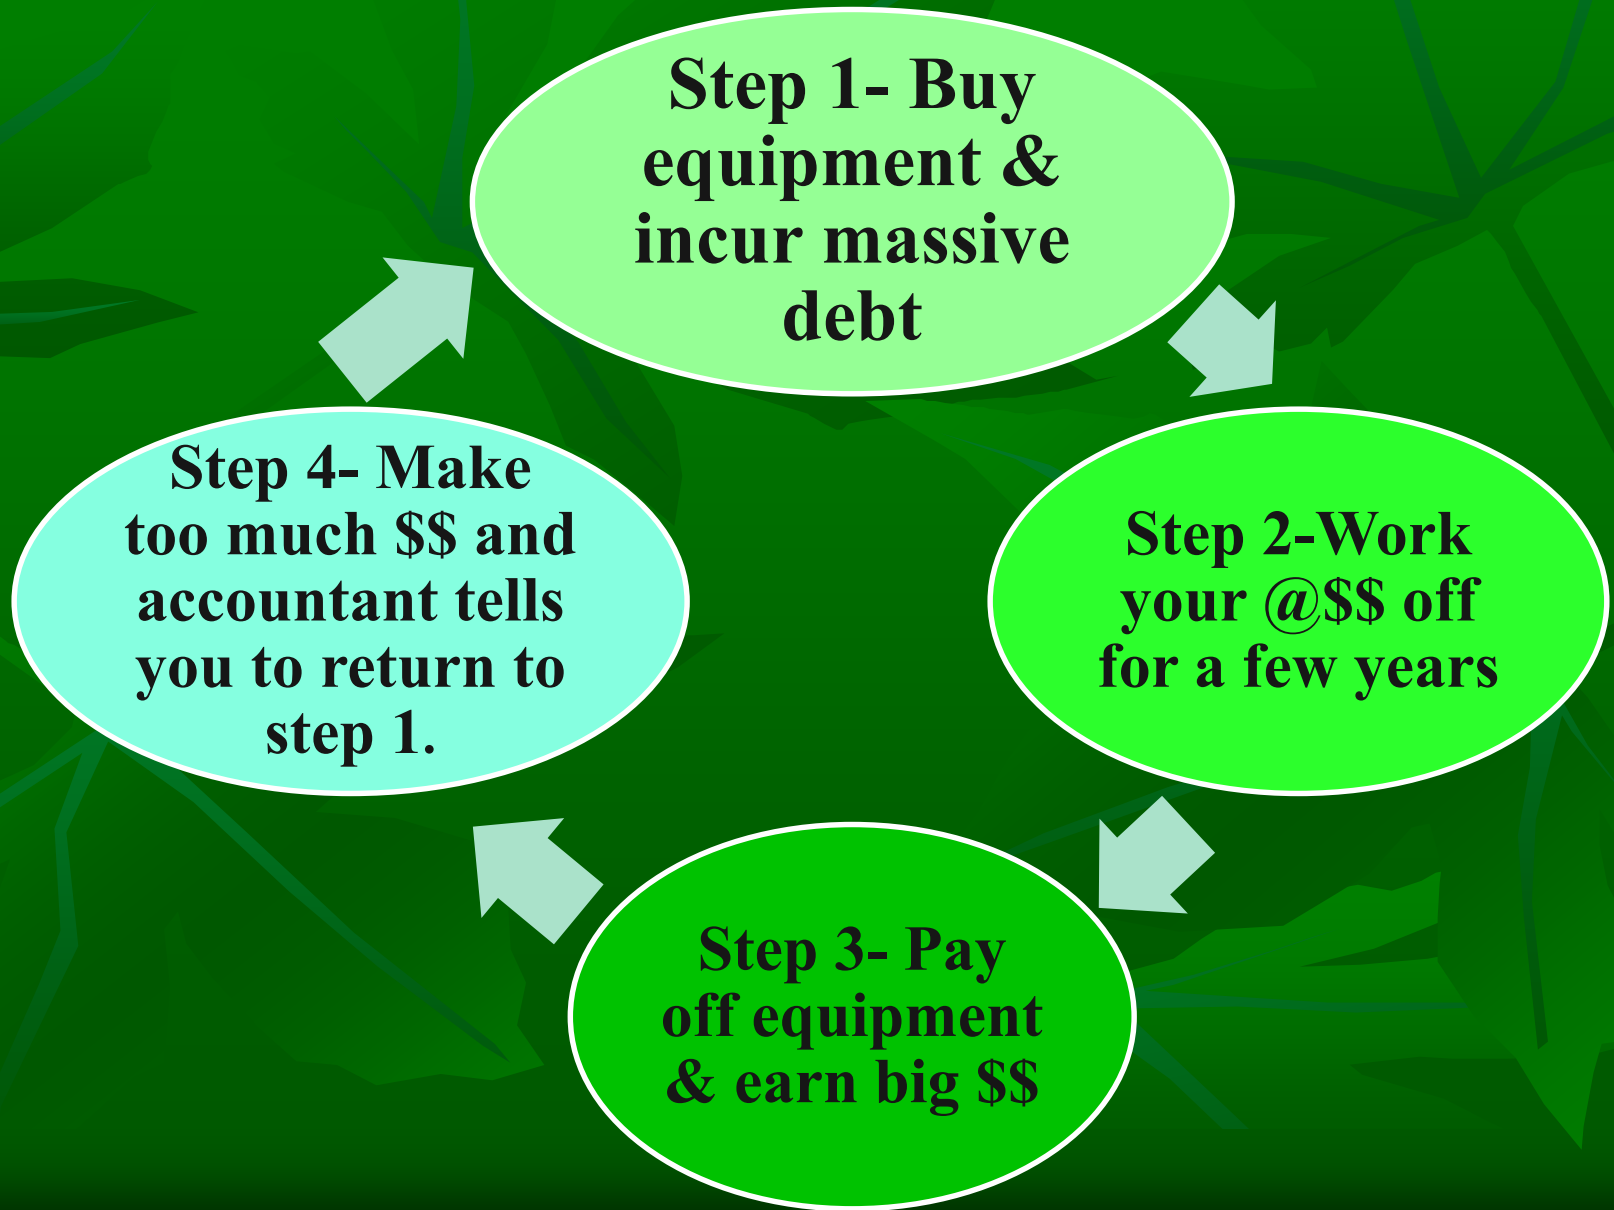 Step 1- Buy
equipment &
incur massive
debt
Step 2-Work
your @$$ off
for a few years
Step 3- Pay
off equipment
& earn big $$
Step 4- Make
too much $$ and
accountant tells
you to return to
step 1.